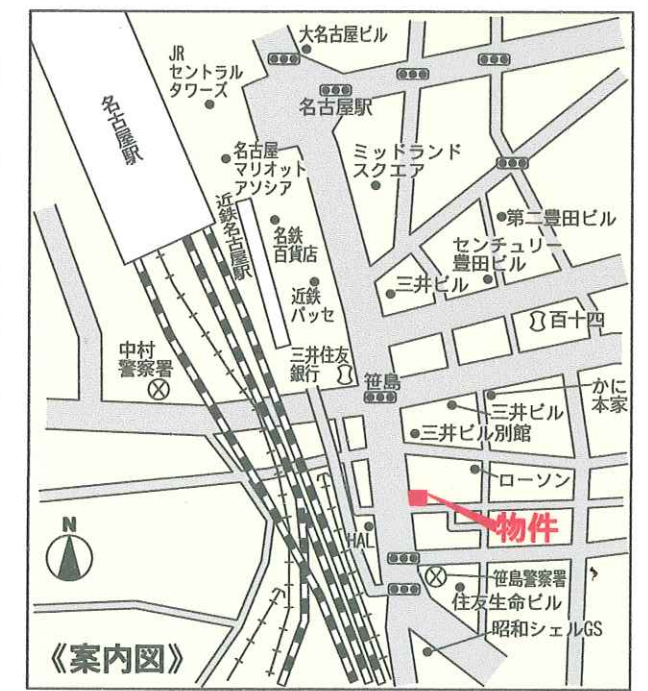 大名古屋ビル
JR
セントラル
タワーズ
名古屋駅
名古屋駅
名古屋
マリオット
アソシア
ミッドランド
スクエア
近鉄名古屋駅
名鉄
百貨店
第二豊田ビル
センチュリー
豊田ビル
三井ビル
近鉄
パッセ
百十四
中村
警察署
三井住友
銀行
笹島
かに
本家
三井ビル
三井ビル別館
ローソン
物件
N
HAL
笹島警察署
住友生命ビル
昭和シェルGS
《案内図》